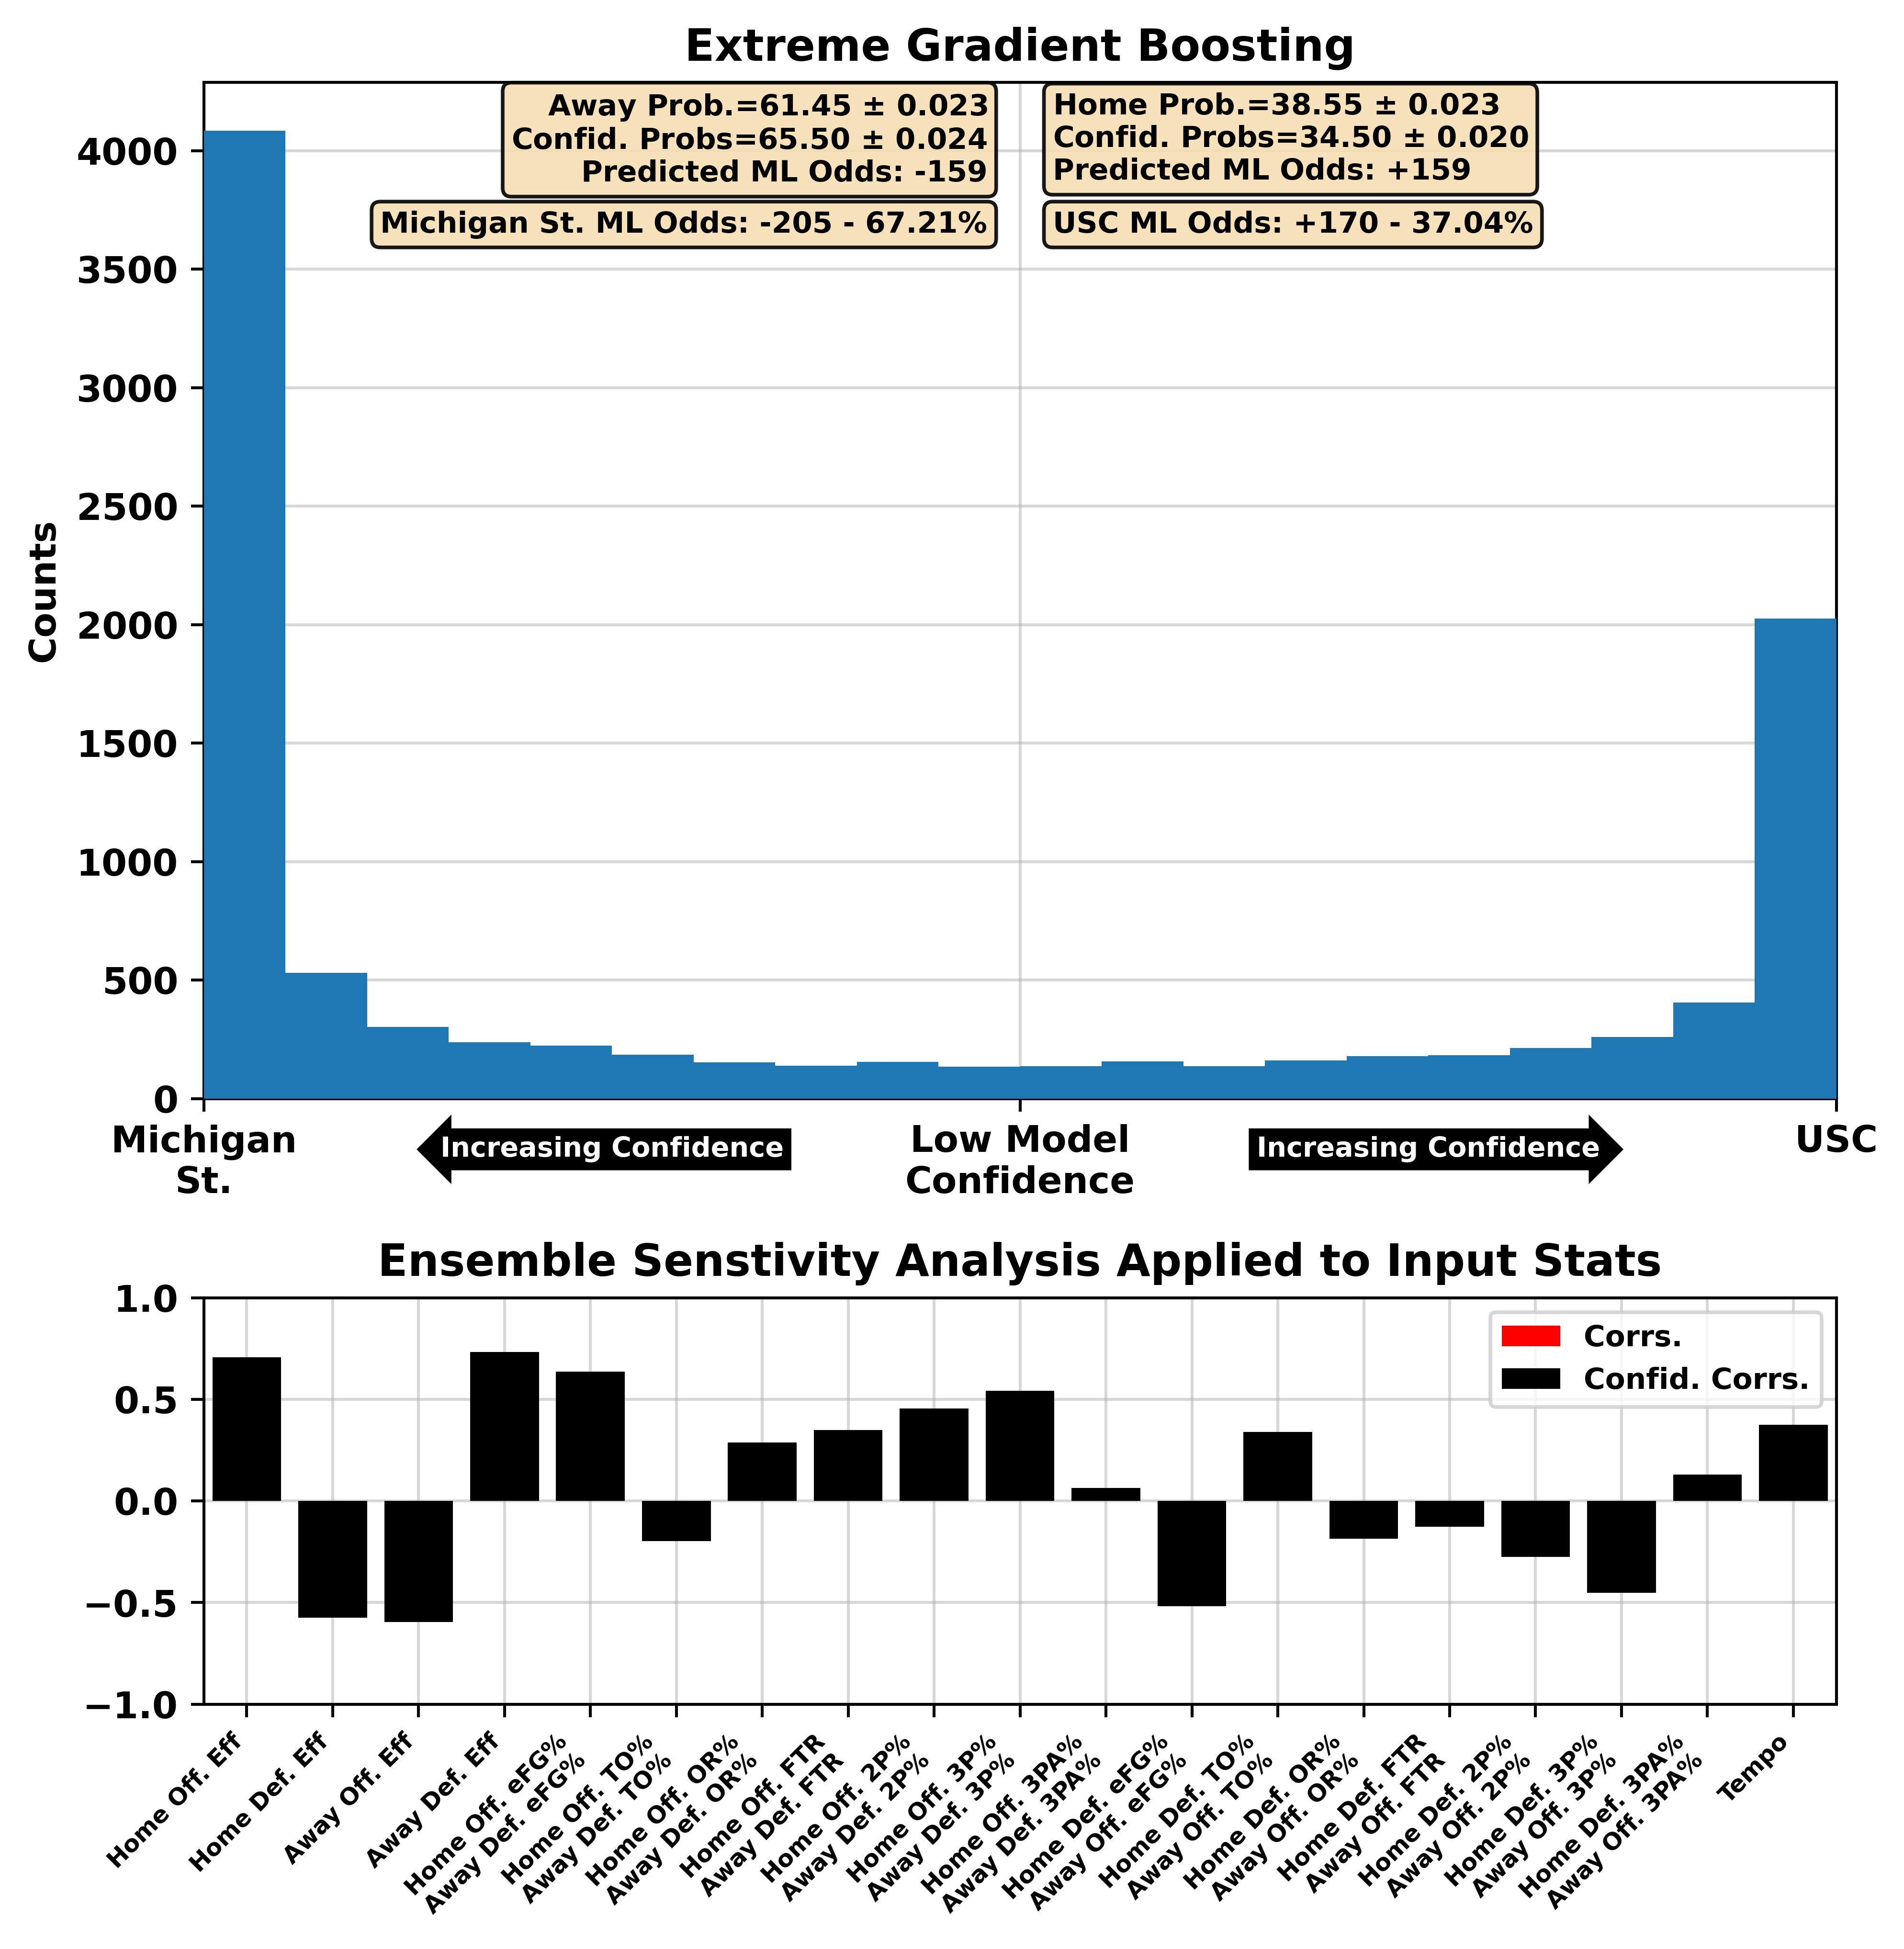 Extreme Gradient Boosting
Away Prob.=61.45 ± 0.023
Confid. Probs=65.50 ± 0.024
Predicted ML Odds: -159
Home Prob.=38.55 ± 0.023
Confid. Probs=34.50 ± 0.020
Predicted ML Odds: +159
Michigan St. ML Odds: -205 - 67.21%
USC ML Odds: +170 - 37.04%
Counts
4000
3500
3000
2500
2000
1500
1000
500
0
Michigan
St.
Increasing Confidence
Low Model
Confidence
Increasing Confidence
USC
Ensemble Senstivity Analysis Applied to Input Stats
1.0
0.5
0.0
−0.5
−1.0
Corrs.
Confid. Corrs.
Home Off. Eff
Home Def. Eff
Away Off. Eff
Away Def. Eff
Home Off. eFG%
Away Def. eFG%
Home Off. TO%
Away Def. TO%
Home Off. OR%
Away Def. OR%
Home Off. FTR
Away Def. FTR
Home Off. 2P%
Away Def. 2P%
Home Off. 3P%
Away Def. 3P%
Home Off. 3PA%
Away Def. 3PA%
Home Def. eFG%
Away Off. eFG%
Home Def. TO%
Away Off. TO%
Home Def. OR%
Away Off. OR%
Home Def. FTR
Away Off. FTR
Home Def. 2P%
Away Off. 2P%
Home Def. 3P%
Away Off. 3P%
Home Def. 3PA%
Away Off. 3PA%
Tempo